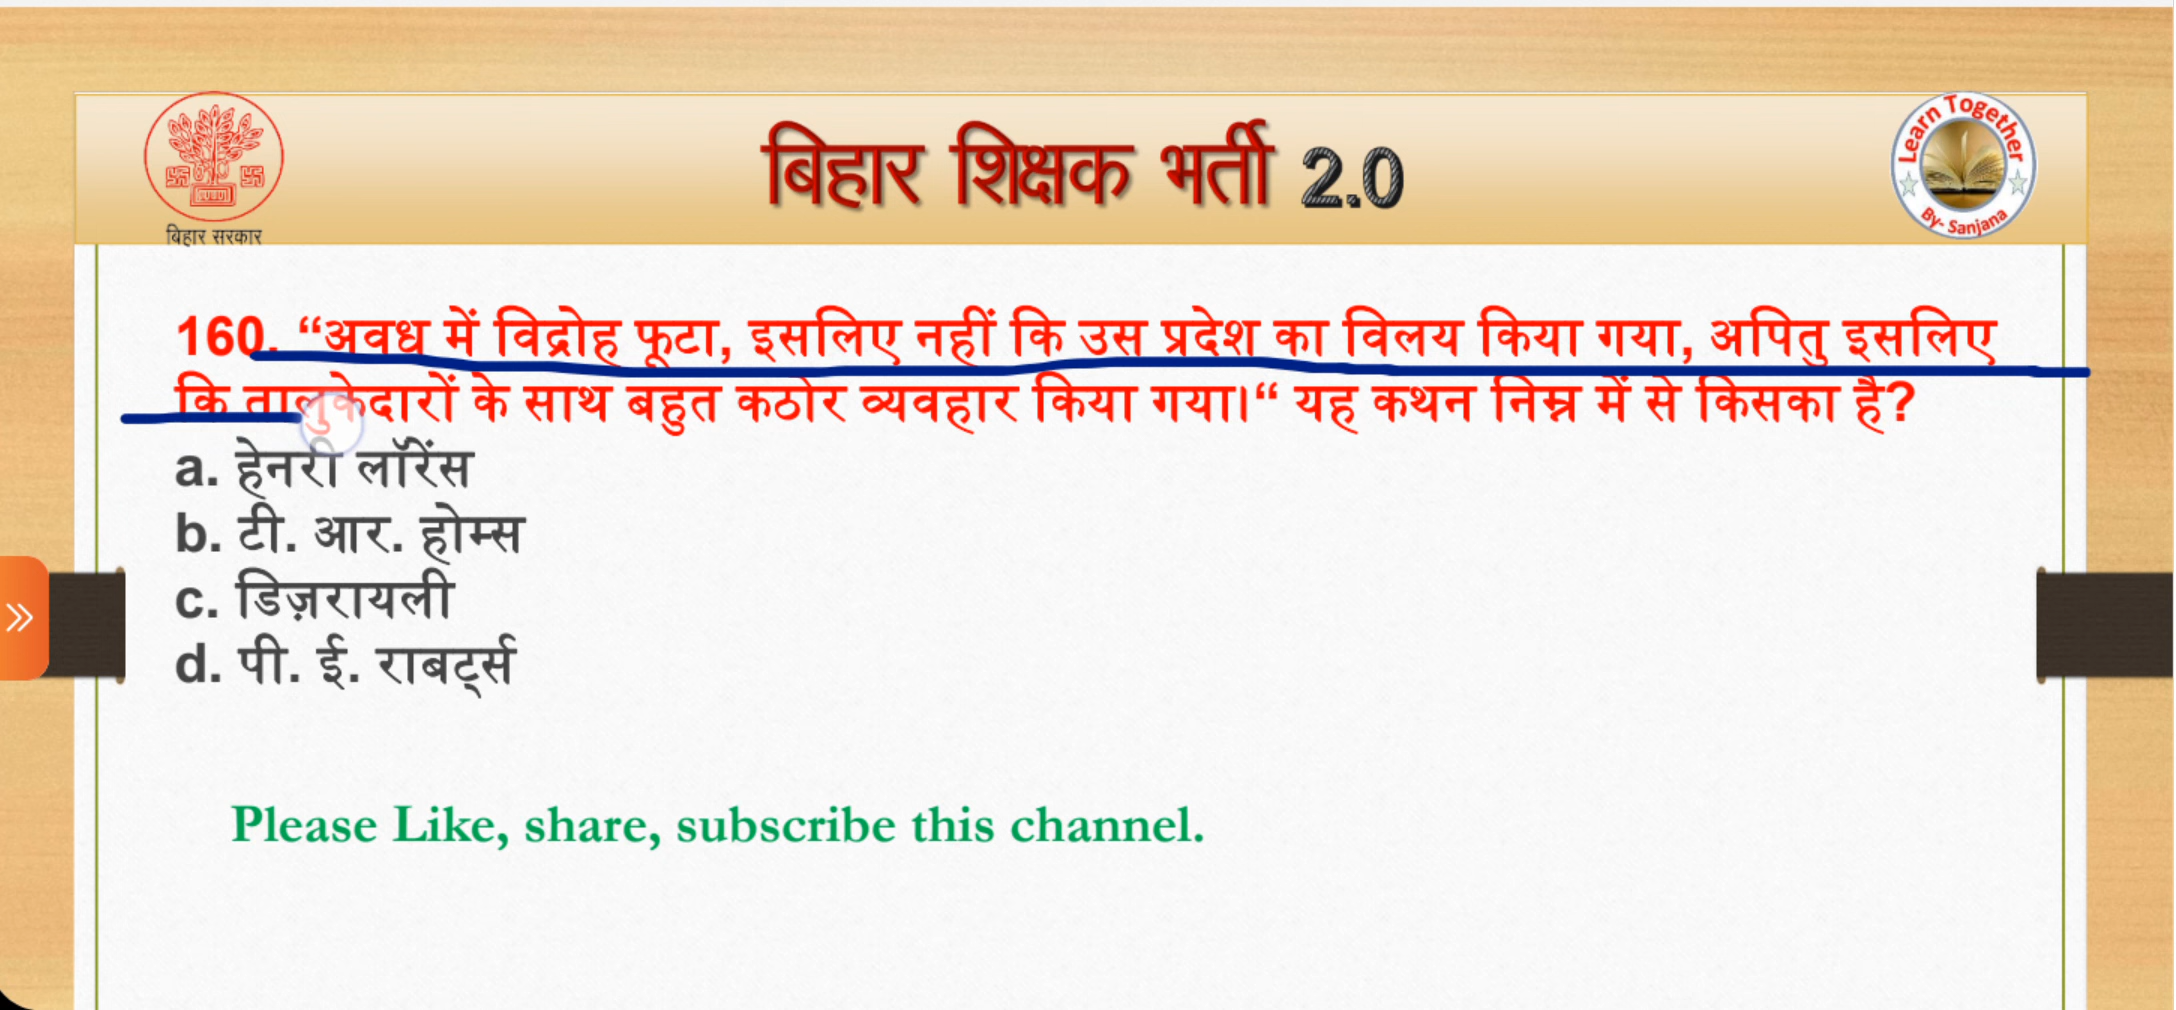 बिहार सरकार
बिहार शिक्षक भर्ती 2.0
Learn Together
By- Sanjana
160. “अवध में विद्रोह फूटा, इसलिए नहीं कि उस प्रदेश का विलय किया गया, अपितु इसलिए
कि तालुकेदारों के साथ बहुत कठोर व्यवहार किया गया।“ यह कथन निम्न में से किसका है?
a. हेनरी लॉरेंस
b. टी. आर. होम्स
c. डिज़रायली
d. पी. ई. राबर्ट्स
Please Like, share, subscribe this channel.